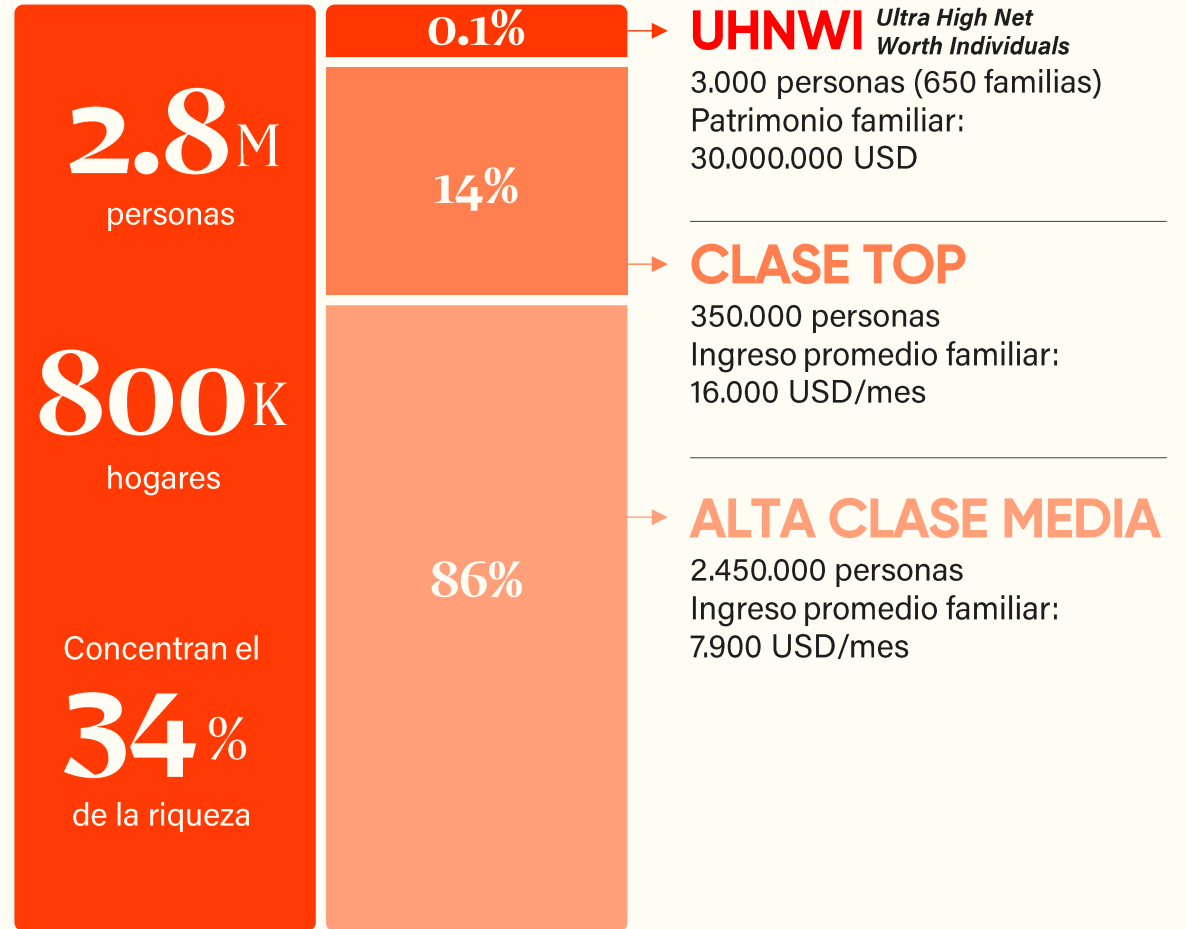 2.8 M
personas
800 K
hogares
Concentran el
34 %
de la riqueza
0.1%
14%
86%
UHNWI Ultra High Net
Worth Individuals
3.000 personas (650 familias)
Patrimonio familiar:
30.000.000 USD
CLASE TOP
350.000 personas
Ingreso promedio familiar:
16.000 USD/mes
ALTA CLASE MEDIA
2.450.000 personas
Ingreso promedio familiar:
7.900 USD/mes